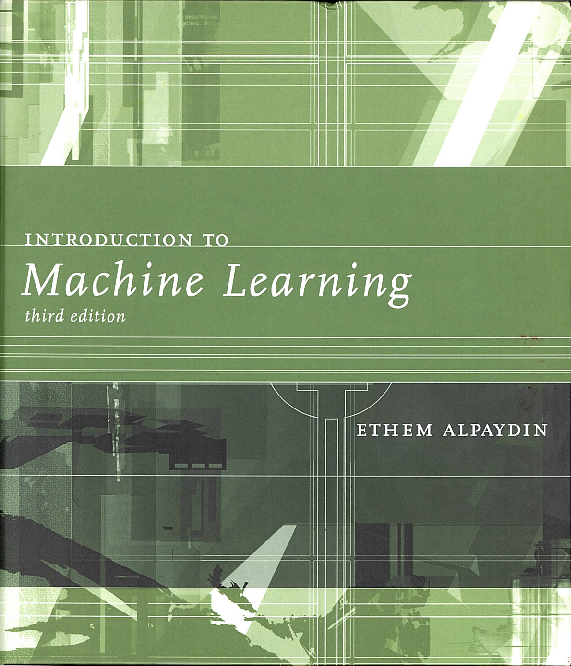 INTRODUCTION TO
Machine Learning
third edition
ETHEM ALPAYDIN